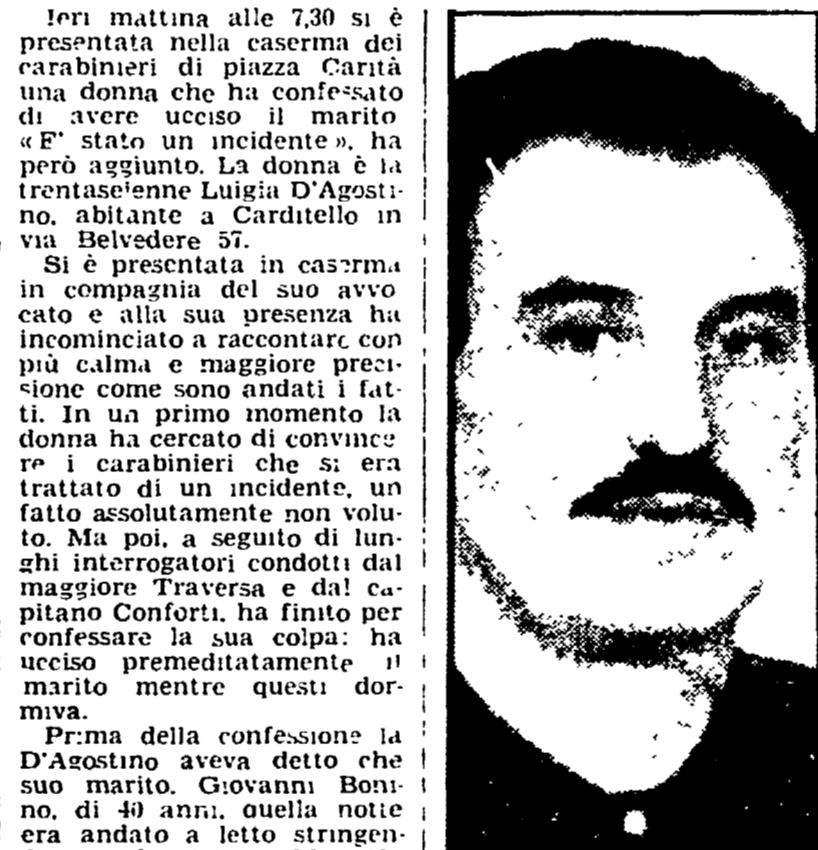 Ieri mattina alle 7,30 si è
presentata nella caserma dei
carabinieri di piazza Carità
una donna che ha confessato
di avere ucciso il marito
«E' stato un incidente», ha
però aggiunto. La donna è la
trentaseienne Luigia D'Agosti-
no, abitante a Carditello in
via Belvedere 57.
Si è presentata in caserma
in compagnia del suo avvo
cato e alla sua presenza ha
incominciato a raccontare con
più calma e maggiore preci-
sione come sono andati i fat-
ti. In un primo momento la
donna ha cercato di convince
re i carabinieri che si era
trattato di un incidente, un
fatto assolutamente non volu-
to. Ma poi, a seguito di lun-
ghi interrogatori condotti dal
maggiore Traversa e dal ca-
pitano Conforti, ha finito per
confessare la sua colpa: ha
ucciso premeditatamente il
marito mentre questi dor-
miva.
Prima della confessione la
D'Agostino aveva detto che
suo marito, Giovanni Boni-
no, di 40 anni, quella notte
era andato a letto stringen-